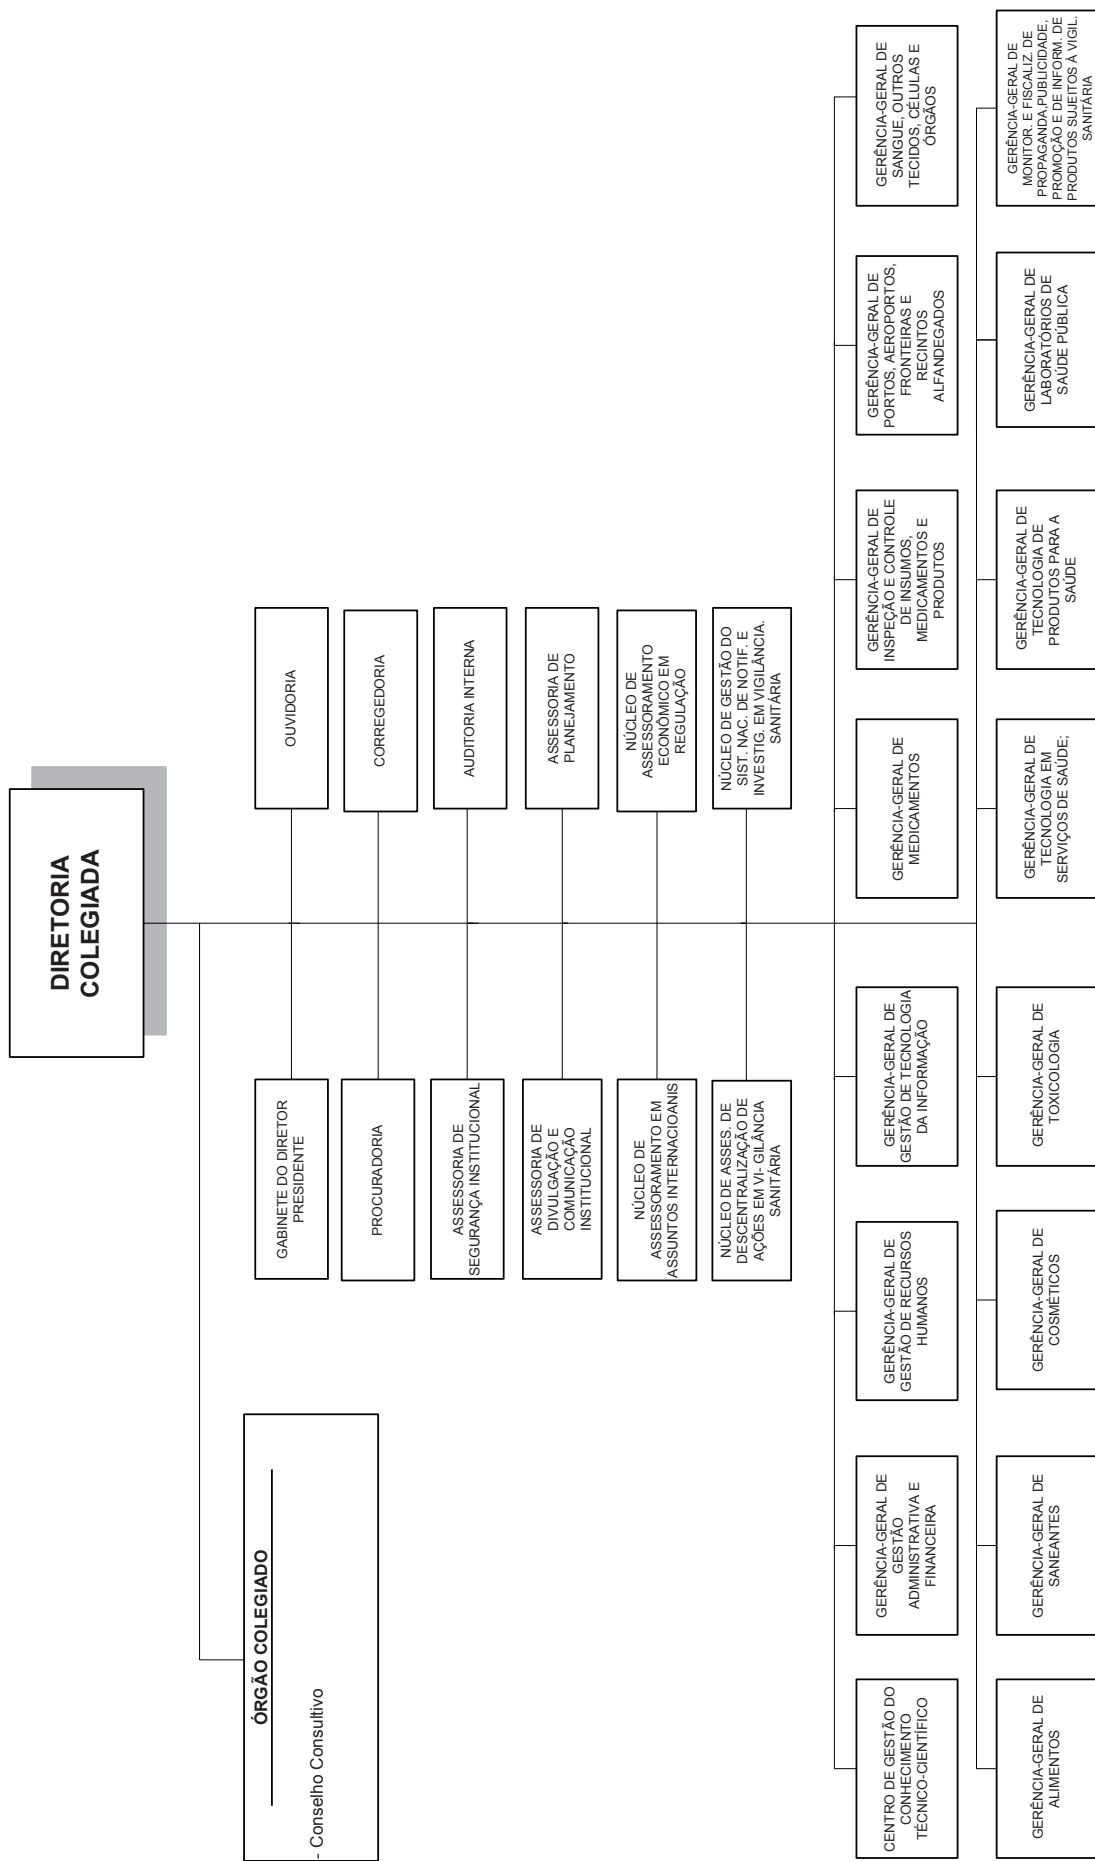 DIRETORIA
COLEGIADA
ÓRGÃO COLEGIADO
- Conselho Consultivo
GABINETE DO DIRETOR
PRESIDENTE
OUVIDORIA
PROCURADORIA
CORREGEDORIA
ASSESSORIA DE
SEGURANÇA INSTITUCIONAL
AUDITORIA INTERNA
ASSESSORIA DE
DIVULGAÇÃO E
COMUNICAÇÃO
INSTITUCIONAL
ASSESSORIA DE
PLANEJAMENTO
NÚCLEO DE
ASSESSORAMENTO EM
ASSUNTOS INTERNACIOANIS
NÚCLEO DE
ASSESSORAMENTO
ECONÔMICO EM
REGULAÇÃO
NÚCLEO DE ASSES. DE
DESCENTRALIZAÇÃO DE
AÇÕES EM VI- GILÂNCIA
SANITÁRIA
NÚCLEO DE GESTÃO DO
SIST. NAC. DE NOTIF. E
INVESTIG. EM VIGILÂNCIA.
SANITÁRIA
CENTRO DE GESTÃO DO
CONHECIMENTO
TÉCNICO-CIENTÍFICO
GERÊNCIA-GERAL DE
GESTÃO
ADMINISTRATIVA E
FINANCEIRA
GERÊNCIA-GERAL DE
GESTÃO DE RECURSOS
HUMANOS
GERÊNCIA-GERAL DE
GESTÃO DE TECNOLOGIA
DA INFORMAÇÃO
GERÊNCIA-GERAL DE
MEDICAMENTOS
GERÊNCIA-GERAL DE
INSPEÇÃO E CONTROLE
DE INSUMOS,
MEDICAMENTOS E
PRODUTOS
GERÊNCIA-GERAL DE
PORTOS, AEROPORTOS,
FRONTEIRAS E
RECINTOS
ALFANDEGADOS
GERÊNCIA-GERAL DE
SANGUE, OUTROS
TECIDOS, CÉLULAS E
ÓRGÃOS
GERÊNCIA-GERAL DE
ALIMENTOS
GERÊNCIA-GERAL DE
SANEANTES
GERÊNCIA-GERAL DE
COSMÉTICOS
GERÊNCIA-GERAL DE
TOXICOLOGIA
GERÊNCIA-GERAL DE
TECNOLOGIA EM
SERVIÇOS DE SAÚDE;
GERÊNCIA-GERAL DE
TECNOLOGIA DE
PRODUTOS PARA A
SAÚDE
GERÊNCIA-GERAL DE
LABORATÓRIOS DE
SAÚDE PÚBLICA
GERÊNCIA-GERAL DE
MONITOR. E FISCALIZ. DE
PROPAGANDA,PUBLICIDADE,
PROMOÇÃO E DE INFORM. DE
PRODUTOS SUJEITOS À VIGIL.
SANITÁRIA